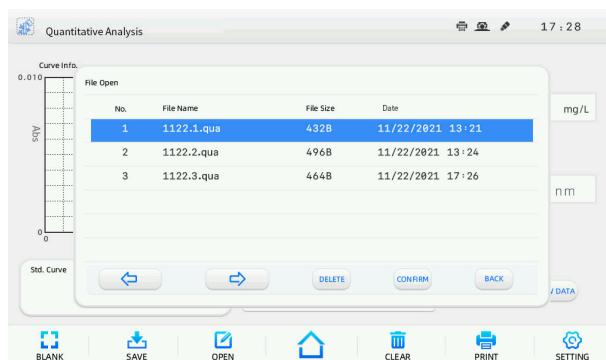 Quantitative Analysis
17:28
Curve Info.
0.010
Abs
0
0
mg/L
nm
File Open
No. File Name File Size Date
1 1122.1.qua 432B 11/22/2021 13:21
2 1122.2.qua 496B 11/22/2021 13:24
3 1122.3.qua 464B 11/22/2021 17:26
DELETE CONFIRM BACK
Std. Curve
DATA
BLANK SAVE OPEN CLEAR PRINT SETTING